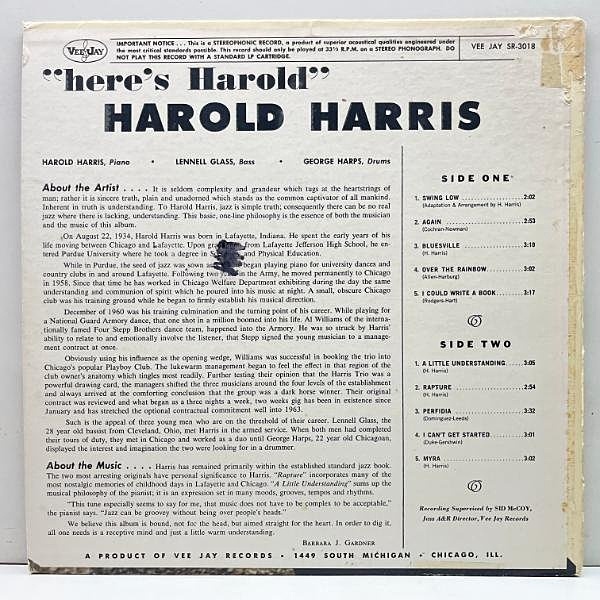 VEE JAY
IMPORTANT NOTICE . . . This is a STEREOPHONIC RECORD, a product of superior acoustical qualities engineered under
the most critical standards possible. This record should only be played at 33⅓ R.P.M. on a STEREO PHONOGRAPH. DO
NOT PLAY THIS RECORD WITH A STANDARD LP CARTRIDGE.
VEE JAY SR-3018
"here's Harold"
HAROLD HARRIS
HAROLD HARRIS, Piano • LENNELL GLASS, Bass • GEORGE HARPS, Drums
About the Artist . . . . It is seldom complexity and grandeur which tugs at the heartstrings of
man; rather it is sincere truth, plain and unadorned which stands as the common captivator of all mankind.
Inherent in truth is understanding. To Harold Harris, jazz is simple truth; consequently there can be no real
jazz where there is lacking, understanding. This basic, one-line philosophy is the essence of both the musician
and the music of this album.
On August 22, 1934, Harold Harris was born in Lafayette, Indiana. He spent the early years of his
life moving between Chicago and Lafayette. Upon from Lafayette Jefferson High School, he en-
tered Purdue University where he took a degree in and Physical Education.
While in Purdue, the seed of jazz was sown as began playing piano for university dances and
country clubs in and around Lafayette. Following two in the Army, he moved permanently to Chicago
in 1958. Since that time he has worked in Chicago Welfare Department exhibiting during the day the same
understanding and communion of spirit which he poured into his music at night. A small, obscure Chicago
club was his training ground while he began to firmly establish his musical direction.
December of 1960 was his training culmination and the turning point of his career. While playing for
a National Guard Armory dance, that one shot in a million boomed into his life. Al Williams of the in-
ternationally famed Four Stepp Brothers dance team, happened into the Armory. He was so struck by Harris'
ability to relate to and emotionally involve the listener, that Stepp signed the young musician to a manage-
ment contract at once.
Obviously using his influence as the opening wedge, Williams was successful in booking the trio into
Chicago's popular Playboy Club. The lukewarm management began to feel the effect in that region of the
club owner's anatomy which tingles most readily. Further testing their opinion that the Harris Trio was a
powerful drawing card, the managers shifted the three musicians around the four levels of the establishment
and always arrived at the comforting conclusion that the group was a dark horse winner. Their original
contract was reviewed and what began as a three nights a week, two weeks gig has been in existence since
January and has stretched the optional contractual commitment well into 1963.
Such is the appeal of three young men who are on the threshold of their career. Lennell Glass, the
28 year old bassist from Cleveland, Ohio, met Harris in the armed service. When both men had completed
their tours of duty, they met in Chicago and worked as a duo until George Harps, 22 year old Chicagoan,
displayed the interest and imagination the two were looking for in a drummer.
About the Music . . . . Harris has remained primarily within the established standard jazz book.
The two most arresting originals have personal significance to Harris. "Rapture" incorporates many of the
most nostalgic memories of childhood days in Lafayette and Chicago. "A Little Understanding" sums up the
musical philosophy of the pianist; it is an expression set in many moods, grooves, tempos and rhythms.
"This tune especially seems to say for me, that music does not have to be complex to be acceptable,"
the pianist says. "Jazz can be groovey without being over people's heads."
We believe this album is bound, not for the head, but aimed straight for the heart. In order to dig it,
all one needs is a receptive mind and just a little warm understanding.
BARBARA J. GARDNER
SIDE ONE
1. SWING LOW 2:02
(Adaptation & Arrangement by H. Harris)
2. AGAIN 2:53
(Cochran-Newman)
3. BLUESVILLE 3:10
(H. Harris)
4. OVER THE RAINBOW 3:02
(Arlen-Harburg)
5. I COULD WRITE A BOOK 3:17
(Rodgers-Hart)
SIDE TWO
1. A LITTLE UNDERSTANDING 3:05
(H. Harris)
2. RAPTURE 2:54
(H. Harris)
3. PERFIDIA 3:32
(Dominguez-Leeds)
4. I CAN'T GET STARTED 3:01
(Duke-Gershwin)
5. MYRA 3:02
(H. Harris)
Recording Supervised by SID McCOY,
Jazz A&R Director, Vee Jay Records
A PRODUCT OF VEE JAY RECORDS • 1449 SOUTH MICHIGAN • CHICAGO, ILL.